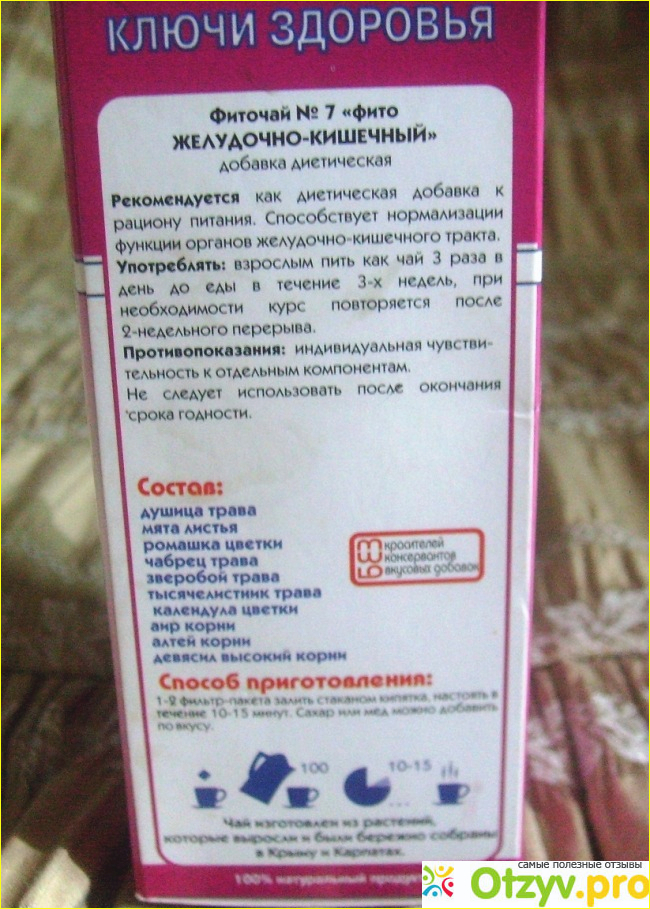 КЛЮЧИ ЗДОРОВЬЯ
Фиточай № 7 «фито
ЖЕЛУДОЧНО-КИШЕЧНЫЙ»
добавка диетическая
Рекомендуется как диетическая добавка к
рациону питания. Способствует нормализации
функции органов желудочно-кишечного тракта.
Употреблять: взрослым пить как чай 3 раза в
день до еды в течение 3-х недель, при
необходимости курс повторяется после
2-недельного перерыва.
Противопоказания: индивидуальная чувстви-
тельность к отдельным компонентам.
Не следует использовать после окончания
срока годности.
Состав:
душица трава
мята листья
ромашка цветки
чабрец трава
зверобой трава
тысячелистник трава
календула цветки
аир корни
алтей корни
девясил высокий корни
БЕЗ
красителей
консервантов
вкусовых добавок
Способ приготовления:
1-2 фильтр-пакета залить стаканом кипятка, настоять в
течение 10-15 минут. Сахар или мед можно добавить
по вкусу.
100
10-15
Чай изготовлен из растений,
которые выросли и были бережно собраны
в Крыму и Карпатах.
100% натуральный продукт
самые полезные отзывы
Otzyv.pro